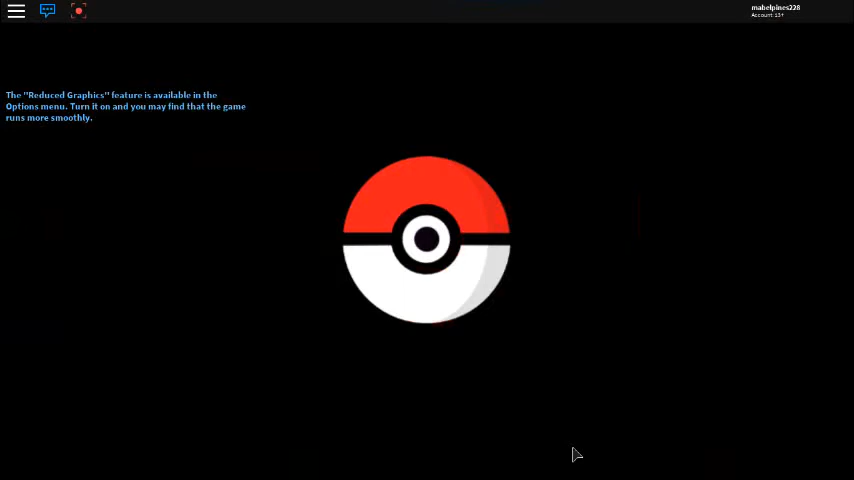 mabelpines228
Account: 13+
The "Reduced Graphics" feature is available in the
Options menu. Turn it on and you may find that the game
runs more smoothly.